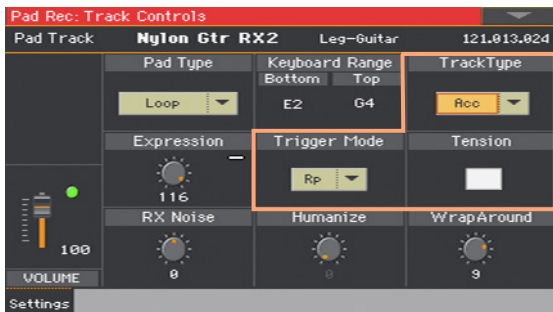 Pad Rec: Track Controls
Pad Track Nylon Gtr RX2 Leg-Guitar 121.013.024
Pad Type Keyboard Range TrackType
Bottom Top
Loop E2 G4 Acc
Expression Trigger Mode Tension
Rp
116
RX Noise Humanize WrapAround
100
VOLUME 0 0 9
Settings